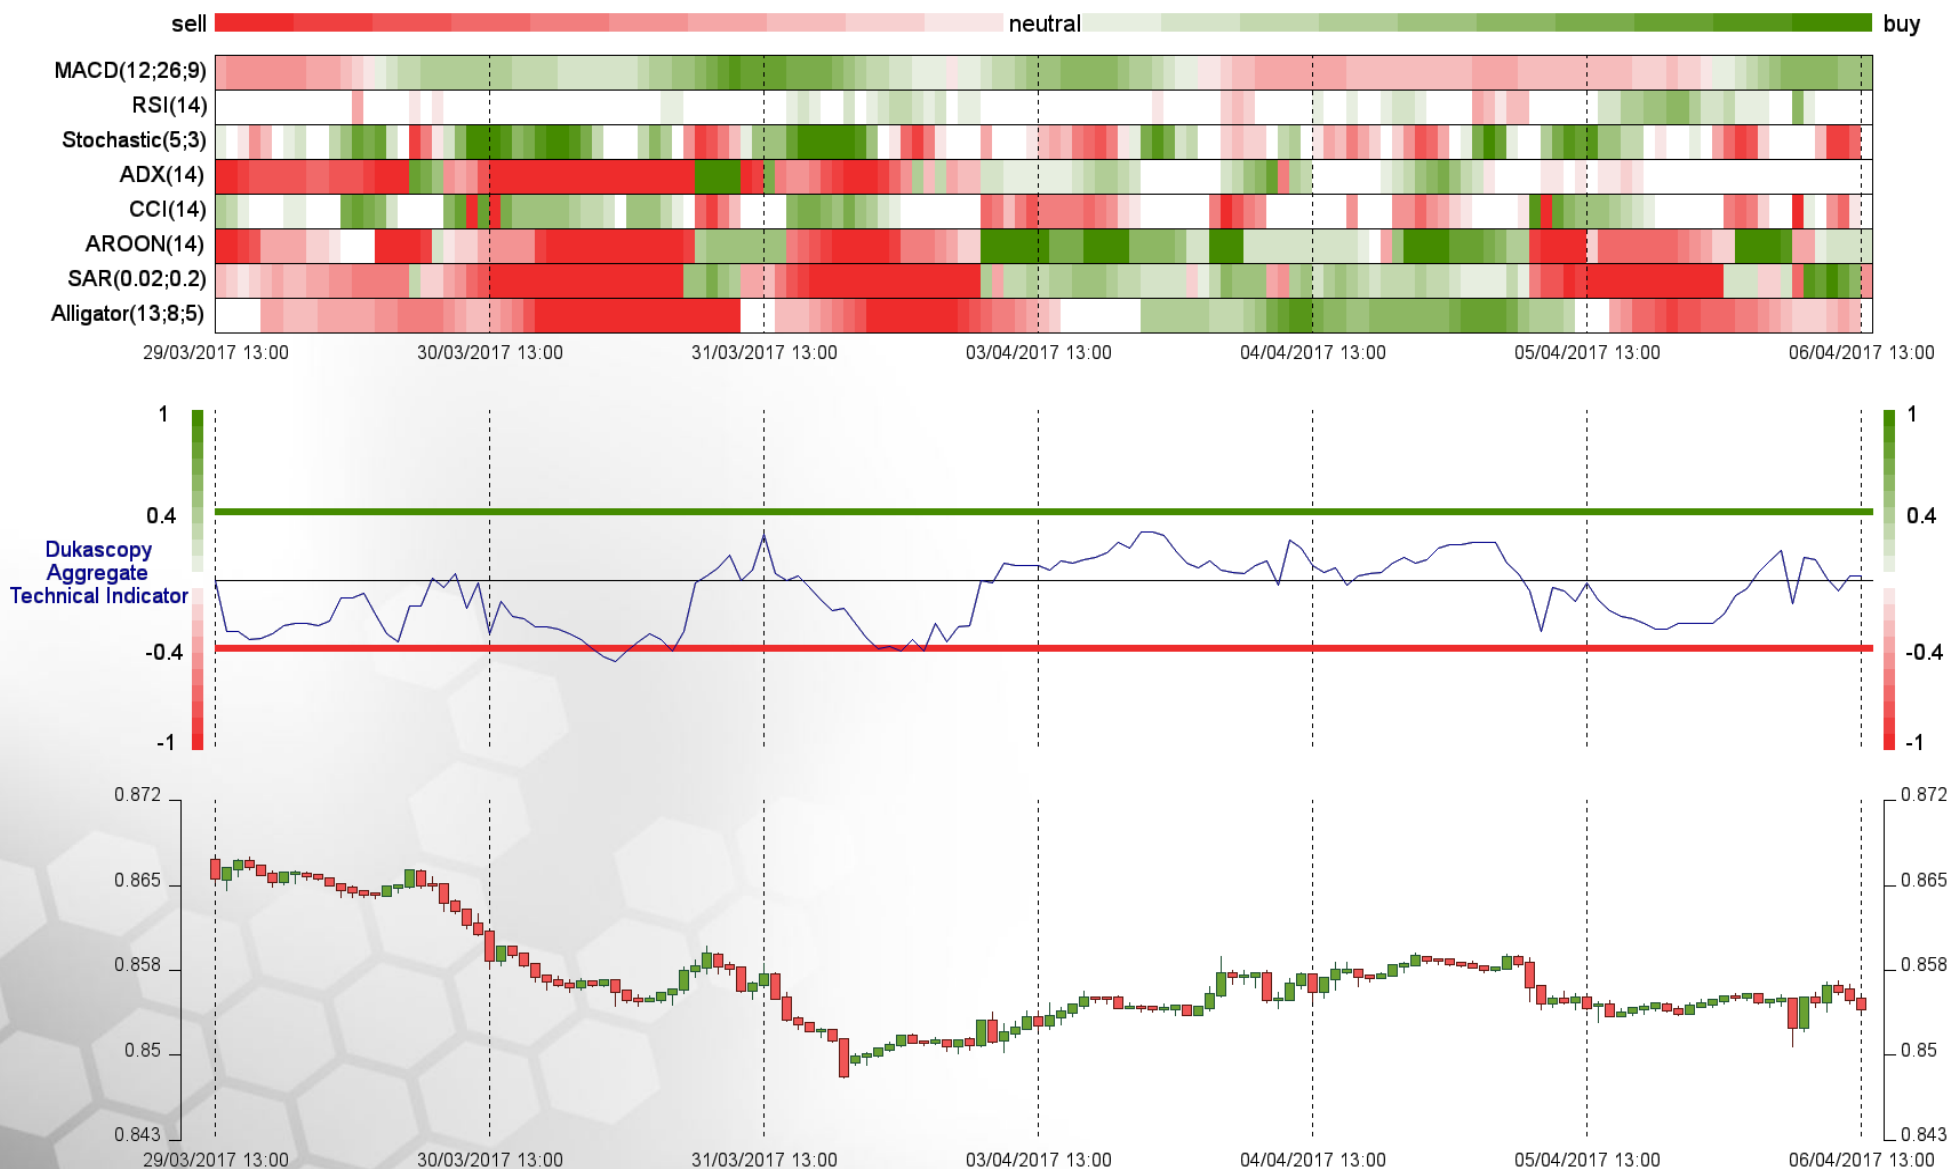 sell neutral buy
MACD(12;26;9)
RSI(14)
Stochastic(5;3)
ADX(14)
CCI(14)
AROON(14)
SAR(0.02;0.2)
Alligator(13;8;5)
29/03/2017 13:00 30/03/2017 13:00 31/03/2017 13:00 03/04/2017 13:00 04/04/2017 13:00 05/04/2017 13:00 06/04/2017 13:00
1 1
0.4 0.4
Dukascopy
Aggregate
Technical Indicator
-0.4 -0.4
-1 -1
0.872 0.872
0.865 0.865
0.858 0.858
0.85 0.85
0.843 0.843
29/03/2017 13:00 30/03/2017 13:00 31/03/2017 13:00 03/04/2017 13:00 04/04/2017 13:00 05/04/2017 13:00 06/04/2017 13:00